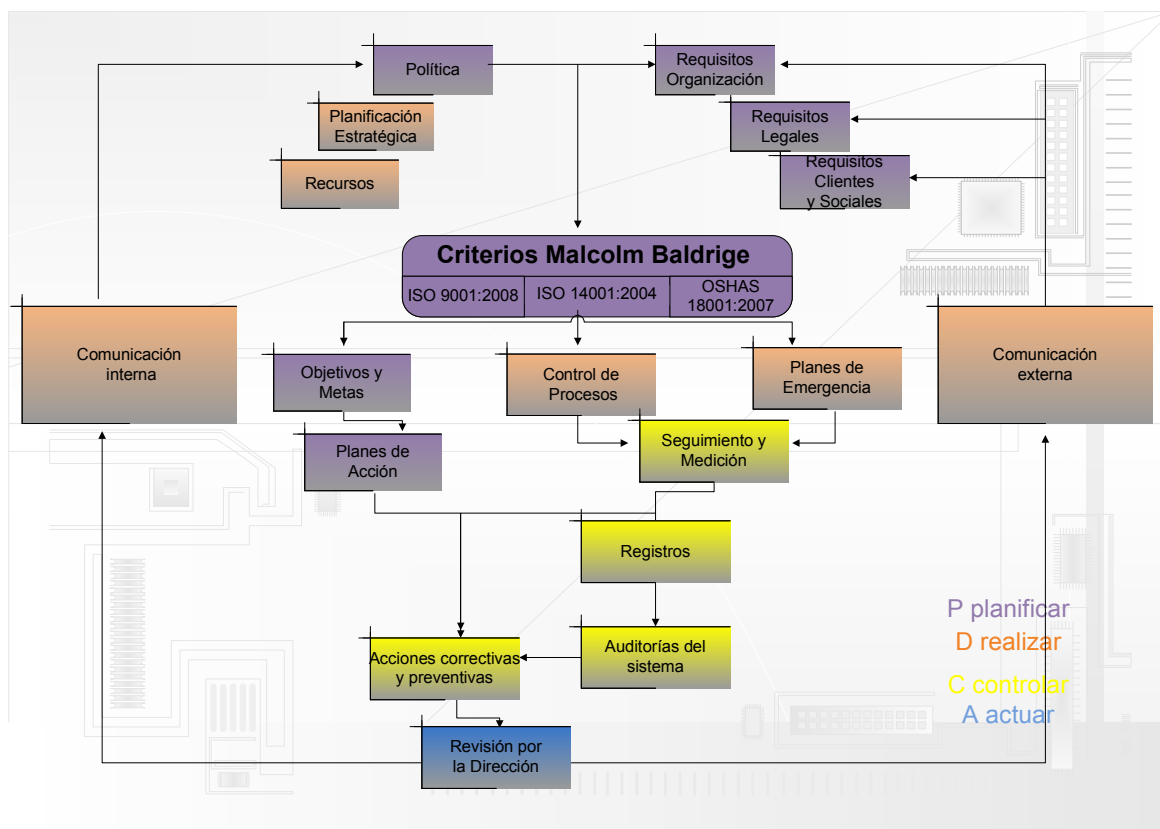 Política
Requisitos
Organización
Planificación
Estratégica
Requisitos
Legales
Recursos
Requisitos
Clientes
y Sociales
Criterios Malcolm Baldrige
ISO 9001:2008
ISO 14001:2004
OSHAS
18001:2007
Comunicación
interna
Comunicación
externa
Objetivos y
Metas
Control de
Procesos
Planes de
Emergencia
Planes de
Acción
Seguimiento y
Medición
Registros
Acciones correctivas
y preventivas
Auditorías del
sistema
Revisión por
la Dirección
P planificar
D realizar
C controlar
A actuar